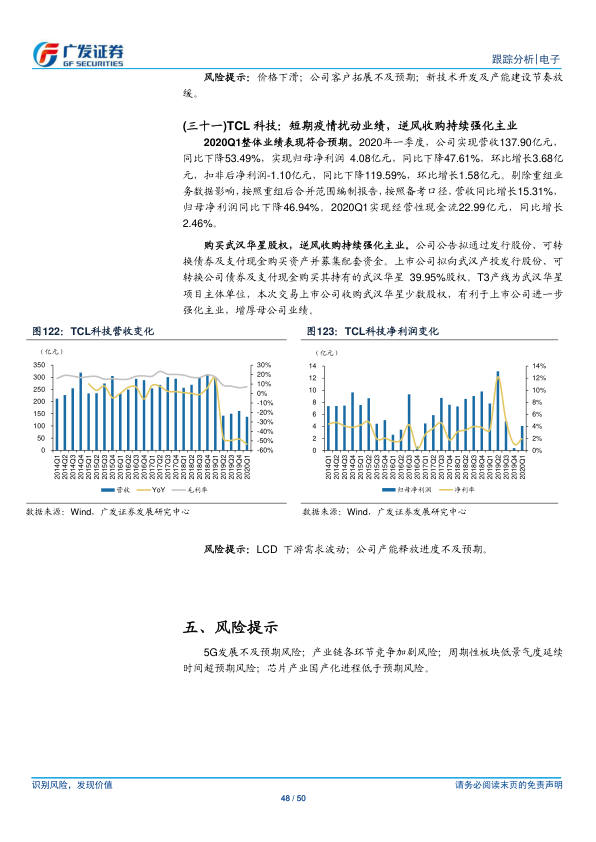 广发证券
GF SECURITIES
跟踪分析|电子
风险提示：价格下滑；公司客户拓展不及预期；新技术开发及产能建设节奏放
缓。
(三十一)TCL 科技：短期疫情扰动业绩，逆风收购持续强化主业
2020Q1整体业绩表现符合预期。2020年一季度，公司实现营收137.90亿元，
同比下降53.49%，实现归母净利润 4.08亿元，同比下降47.61%，环比增长3.68亿
元，扣非后净利润-1.10亿元，同比下降119.59%，环比增长1.58亿元。剔除重组业
务数据影响，按照重组后合并范围编制报告，按照备考口径，营收同比增长15.31%，
归母净利润同比下降46.94%。2020Q1实现经营性现金流22.99亿元，同比增长
2.46%。
购买武汉华星股权，逆风收购持续强化主业。公司公告拟通过发行股份、可转
换债券及支付现金购买资产并募集配套资金。上市公司拟向武汉产投发行股份、可
转换公司债券及支付现金购买其持有的武汉华星 39.95%股权。T3产线为武汉华星
项目主体单位，本次交易上市公司收购武汉华星少数股权，有利于上市公司进一步
强化主业，增厚母公司业绩。
图122：TCL科技营收变化
（亿元）
350
300
250
200
150
100
50
0
30%
20%
10%
0%
-10%
-20%
-30%
-40%
-50%
-60%
2014Q1 2014Q2 2014Q3 2014Q4 2015Q1 2015Q2 2015Q3 2015Q4 2016Q1 2016Q2 2016Q3 2016Q4 2017Q1 2017Q2 2017Q3 2017Q4 2018Q1 2018Q2 2018Q3 2018Q4 2019Q1 2019Q2 2019Q3 2019Q4 2020Q1
营收 YoY 毛利率
数据来源：Wind，广发证券发展研究中心
图123：TCL科技净利润变化
（亿元）
14
12
10
8
6
4
2
0
14%
12%
10%
8%
6%
4%
2%
0%
2014Q1 2014Q2 2014Q3 2014Q4 2015Q1 2015Q2 2015Q3 2015Q4 2016Q1 2016Q2 2016Q3 2016Q4 2017Q1 2017Q2 2017Q3 2017Q4 2018Q1 2018Q2 2018Q3 2018Q4 2019Q1 2019Q2 2019Q3 2019Q4 2020Q1
归母净利润 净利率
数据来源：Wind，广发证券发展研究中心
风险提示：LCD 下游需求波动；公司产能释放进度不及预期。
五、风险提示
5G发展不及预期风险；产业链各环节竞争加剧风险；周期性板块低景气度延续
时间超预期风险；芯片产业国产化进程低于预期风险。
识别风险，发现价值
请务必阅读末页的免责声明
48 / 50